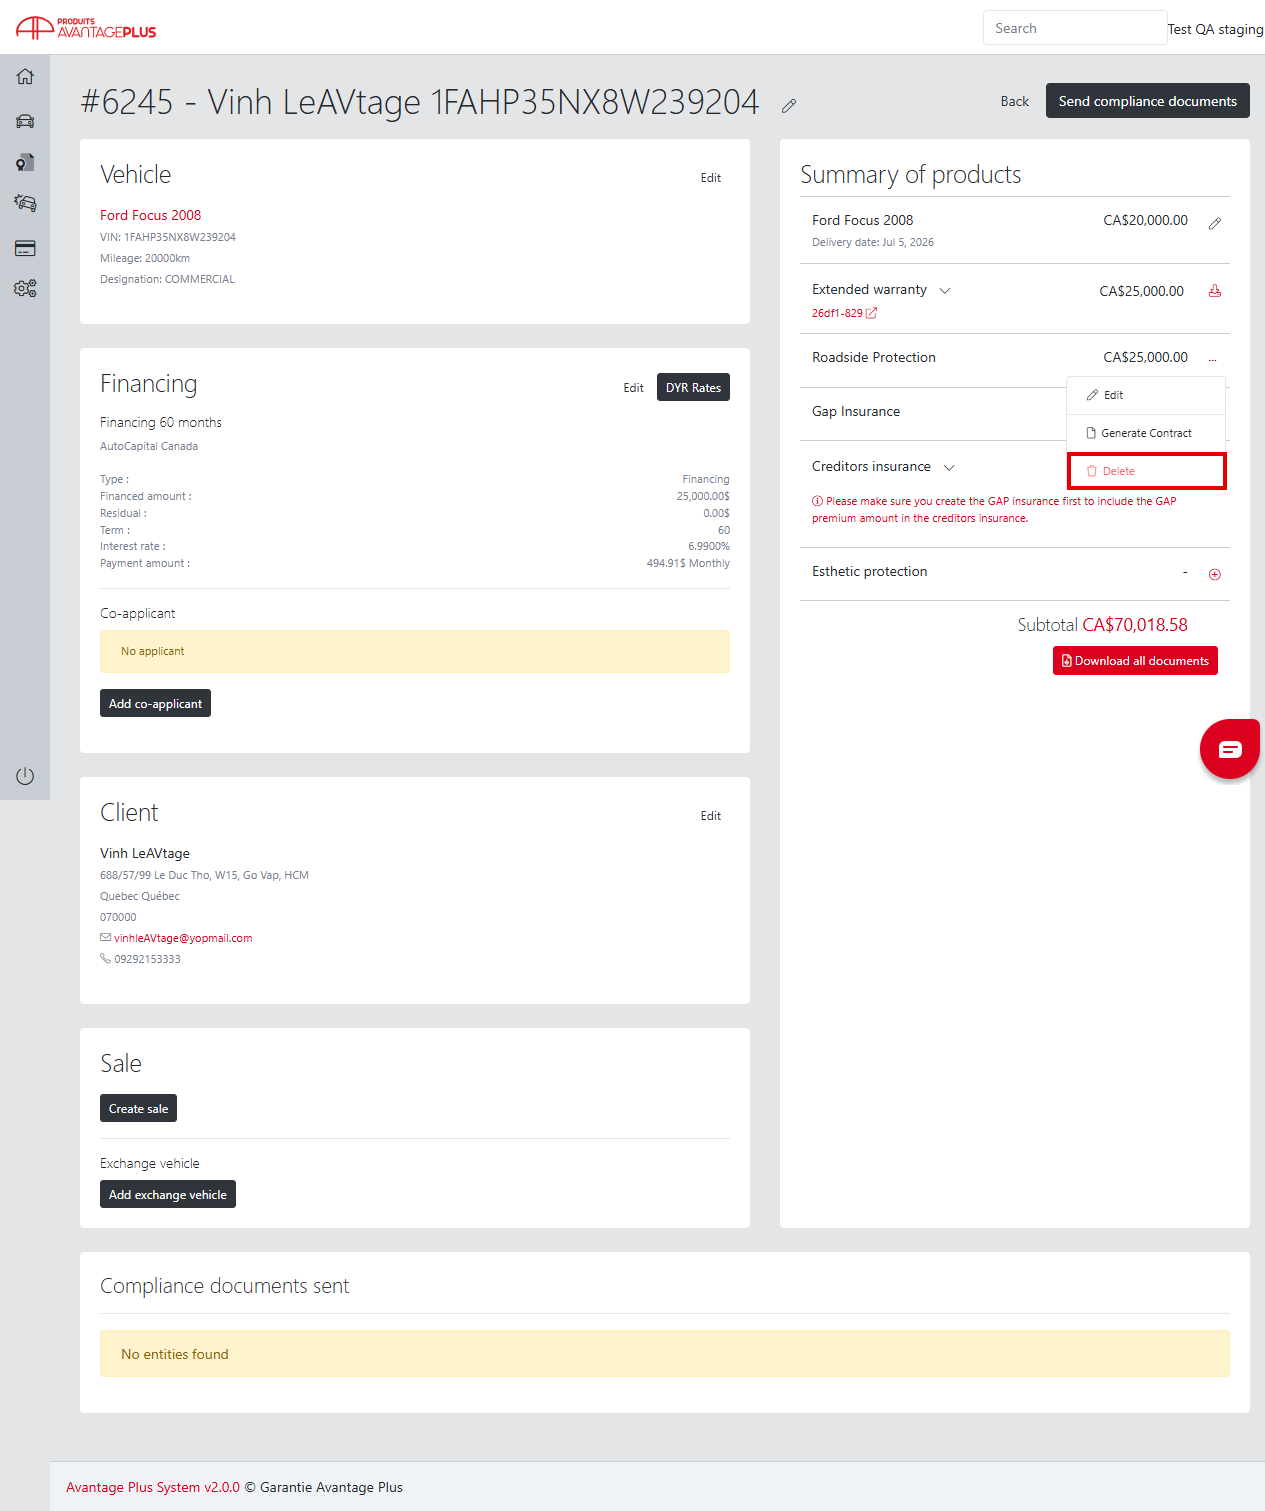 PRODUITS
AVANTAGEPLUS
Search
Test QA staging
#6245 - Vinh LeAVtage 1FAHP35NX8W239204
Back
Send compliance documents
Vehicle
Edit
Ford Focus 2008
VIN: 1FAHP35NX8W239204
Mileage: 20000km
Designation: COMMERCIAL
Financing
Edit
DYR Rates
Financing 60 months
AutoCapital Canada
Type : Financing
Financed amount : 25,000.00$
Residual : 0.00$
Term : 60
Interest rate : 6.9900%
Payment amount : 494.91$ Monthly
Co-applicant
No applicant
Add co-applicant
Client
Edit
Vinh LeAVtage
688/57/99 Le Duc Tho, W15, Go Vap, HCM
Quebec Québec
070000
vinhleAVtage@yopmail.com
09292153333
Sale
Create sale
Exchange vehicle
Add exchange vehicle
Summary of products
Ford Focus 2008 CA$20,000.00
Delivery date: Jul 5, 2026
Extended warranty CA$25,000.00
26df1-829
Roadside Protection CA$25,000.00 ...
Edit
Gap Insurance
Generate Contract
Creditors insurance
Delete
Please make sure you create the GAP insurance first to include the GAP
premium amount in the creditors insurance.
Esthetic protection -
Subtotal CA$70,018.58
Download all documents
Compliance documents sent
No entities found
Avantage Plus System v2.0.0 © Garantie Avantage Plus